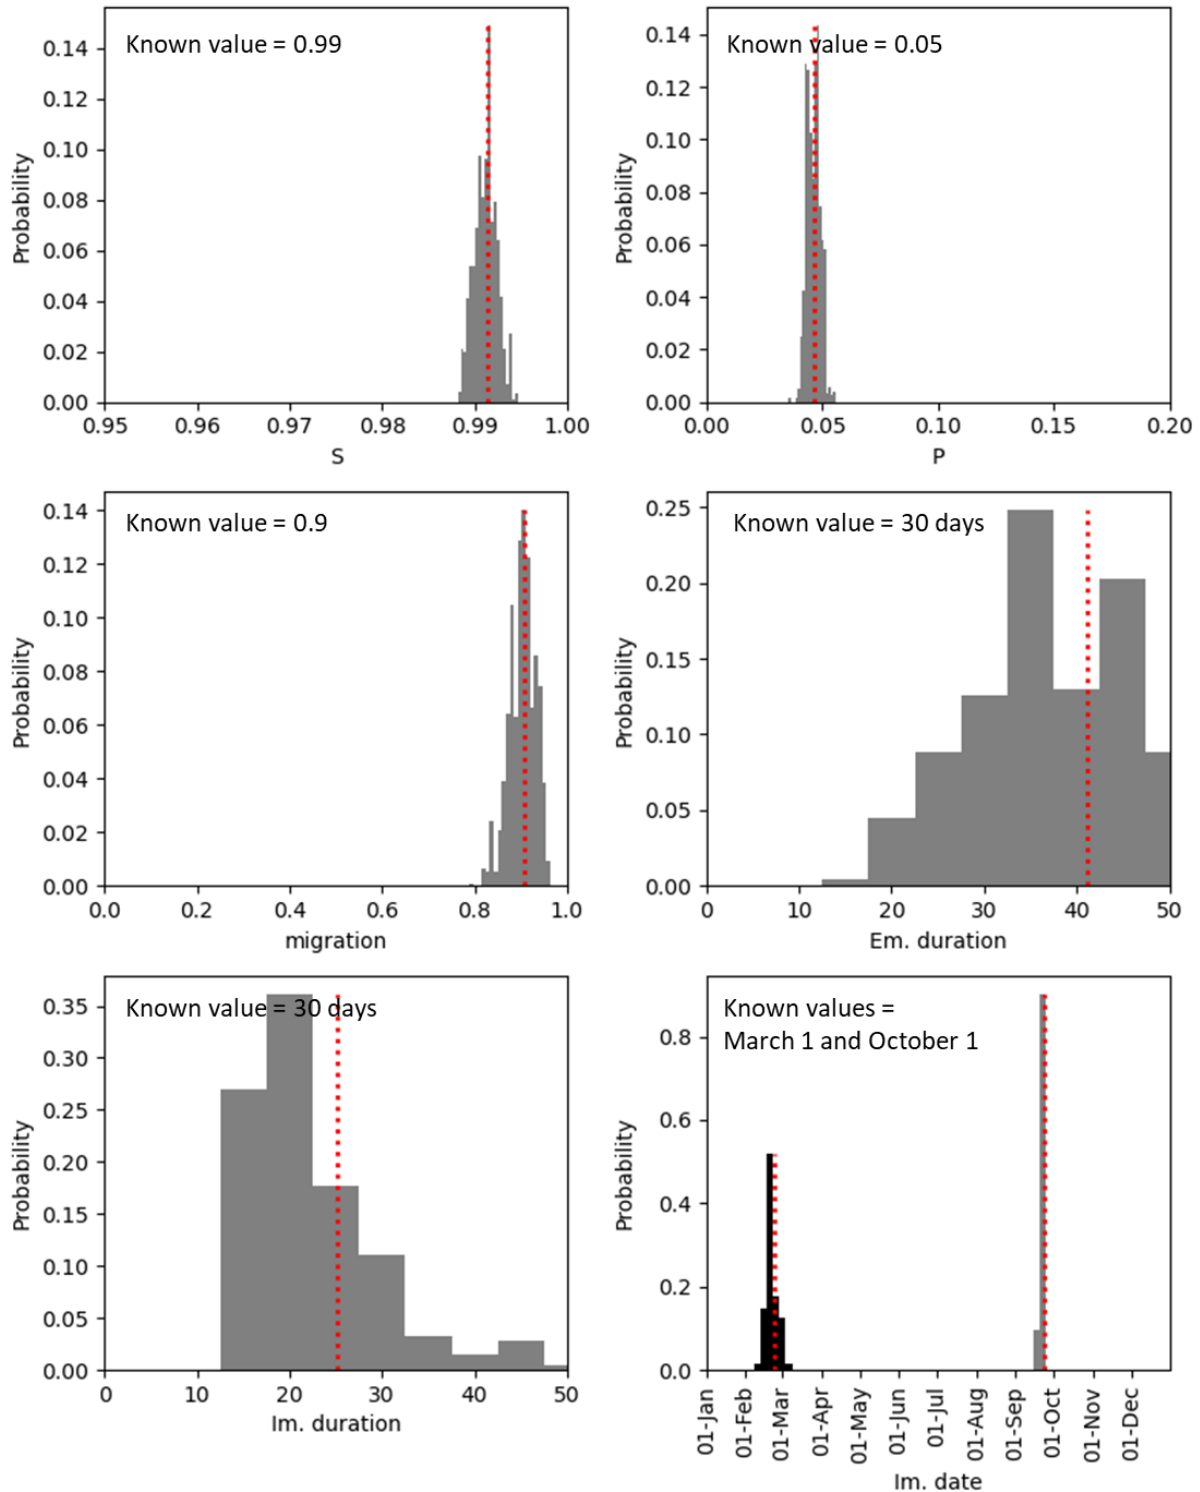 Known value = 0.99
Probability
0.14
0.12
0.10
0.08
0.06
0.04
0.02
0.00
0.95 0.96 0.97 0.98 0.99 1.00
S
Known value = 0.05
Probability
0.14
0.12
0.10
0.08
0.06
0.04
0.02
0.00
0.00 0.05 0.10 0.15 0.20
P
Known value = 0.9
Probability
0.14
0.12
0.10
0.08
0.06
0.04
0.02
0.00
0.0 0.2 0.4 0.6 0.8 1.0
migration
Known value = 30 days
Probability
0.25
0.20
0.15
0.10
0.05
0.00
0 10 20 30 40 50
Em. duration
Known value = 30 days
Probability
0.35
0.30
0.25
0.20
0.15
0.10
0.05
0.00
0 10 20 30 40 50
Im. duration
Known values =
March 1 and October 1
Probability
0.8
0.6
0.4
0.2
0.0
01-Jan
01-Feb
01-Mar
01-Apr
01-May
01-Jun
01-Jul
01-Aug
01-Sep
01-Oct
01-Nov
01-Dec
Im. date